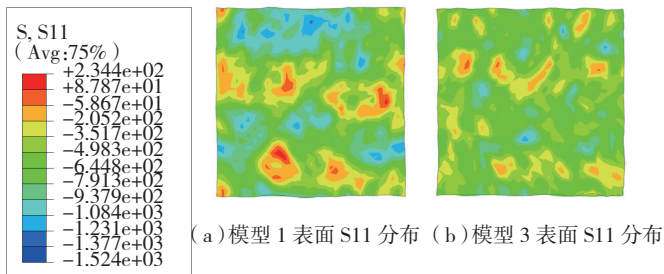 S, S11
(Avg:75%)
+2.344e+02
+8.787e+01
−5.867e+01
−2.052e+02
−3.517e+02
−4.983e+02
−6.448e+02
−7.913e+02
−9.379e+02
−1.084e+03
−1.231e+03
−1.377e+03
−1.524e+03
(a)模型 1 表面 S11 分布 (b)模型 3 表面 S11 分布